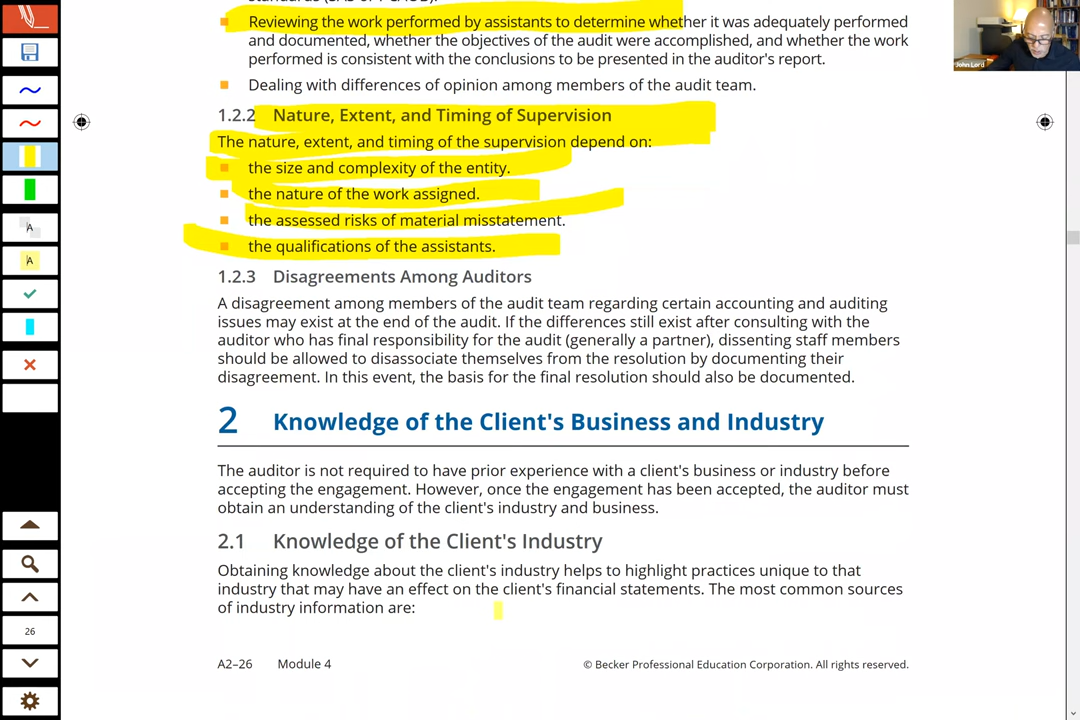 Reviewing the work performed by assistants to determine whether it was adequately performed
and documented, whether the objectives of the audit were accomplished, and whether the work
performed is consistent with the conclusions to be presented in the auditor's report.
Dealing with differences of opinion among members of the audit team.
1.2.2 Nature, Extent, and Timing of Supervision
The nature, extent, and timing of the supervision depend on:
the size and complexity of the entity.
the nature of the work assigned.
the assessed risks of material misstatement.
the qualifications of the assistants.
1.2.3 Disagreements Among Auditors
A disagreement among members of the audit team regarding certain accounting and auditing
issues may exist at the end of the audit. If the differences still exist after consulting with the
auditor who has final responsibility for the audit (generally a partner), dissenting staff members
should be allowed to disassociate themselves from the resolution by documenting their
disagreement. In this event, the basis for the final resolution should also be documented.
2 Knowledge of the Client's Business and Industry
The auditor is not required to have prior experience with a client's business or industry before
accepting the engagement. However, once the engagement has been accepted, the auditor must
obtain an understanding of the client's industry and business.
2.1 Knowledge of the Client's Industry
Obtaining knowledge about the client's industry helps to highlight practices unique to that
industry that may have an effect on the client's financial statements. The most common sources
of industry information are:
A2–26 Module 4 © Becker Professional Education Corporation. All rights reserved.
John Lord
A
A
26